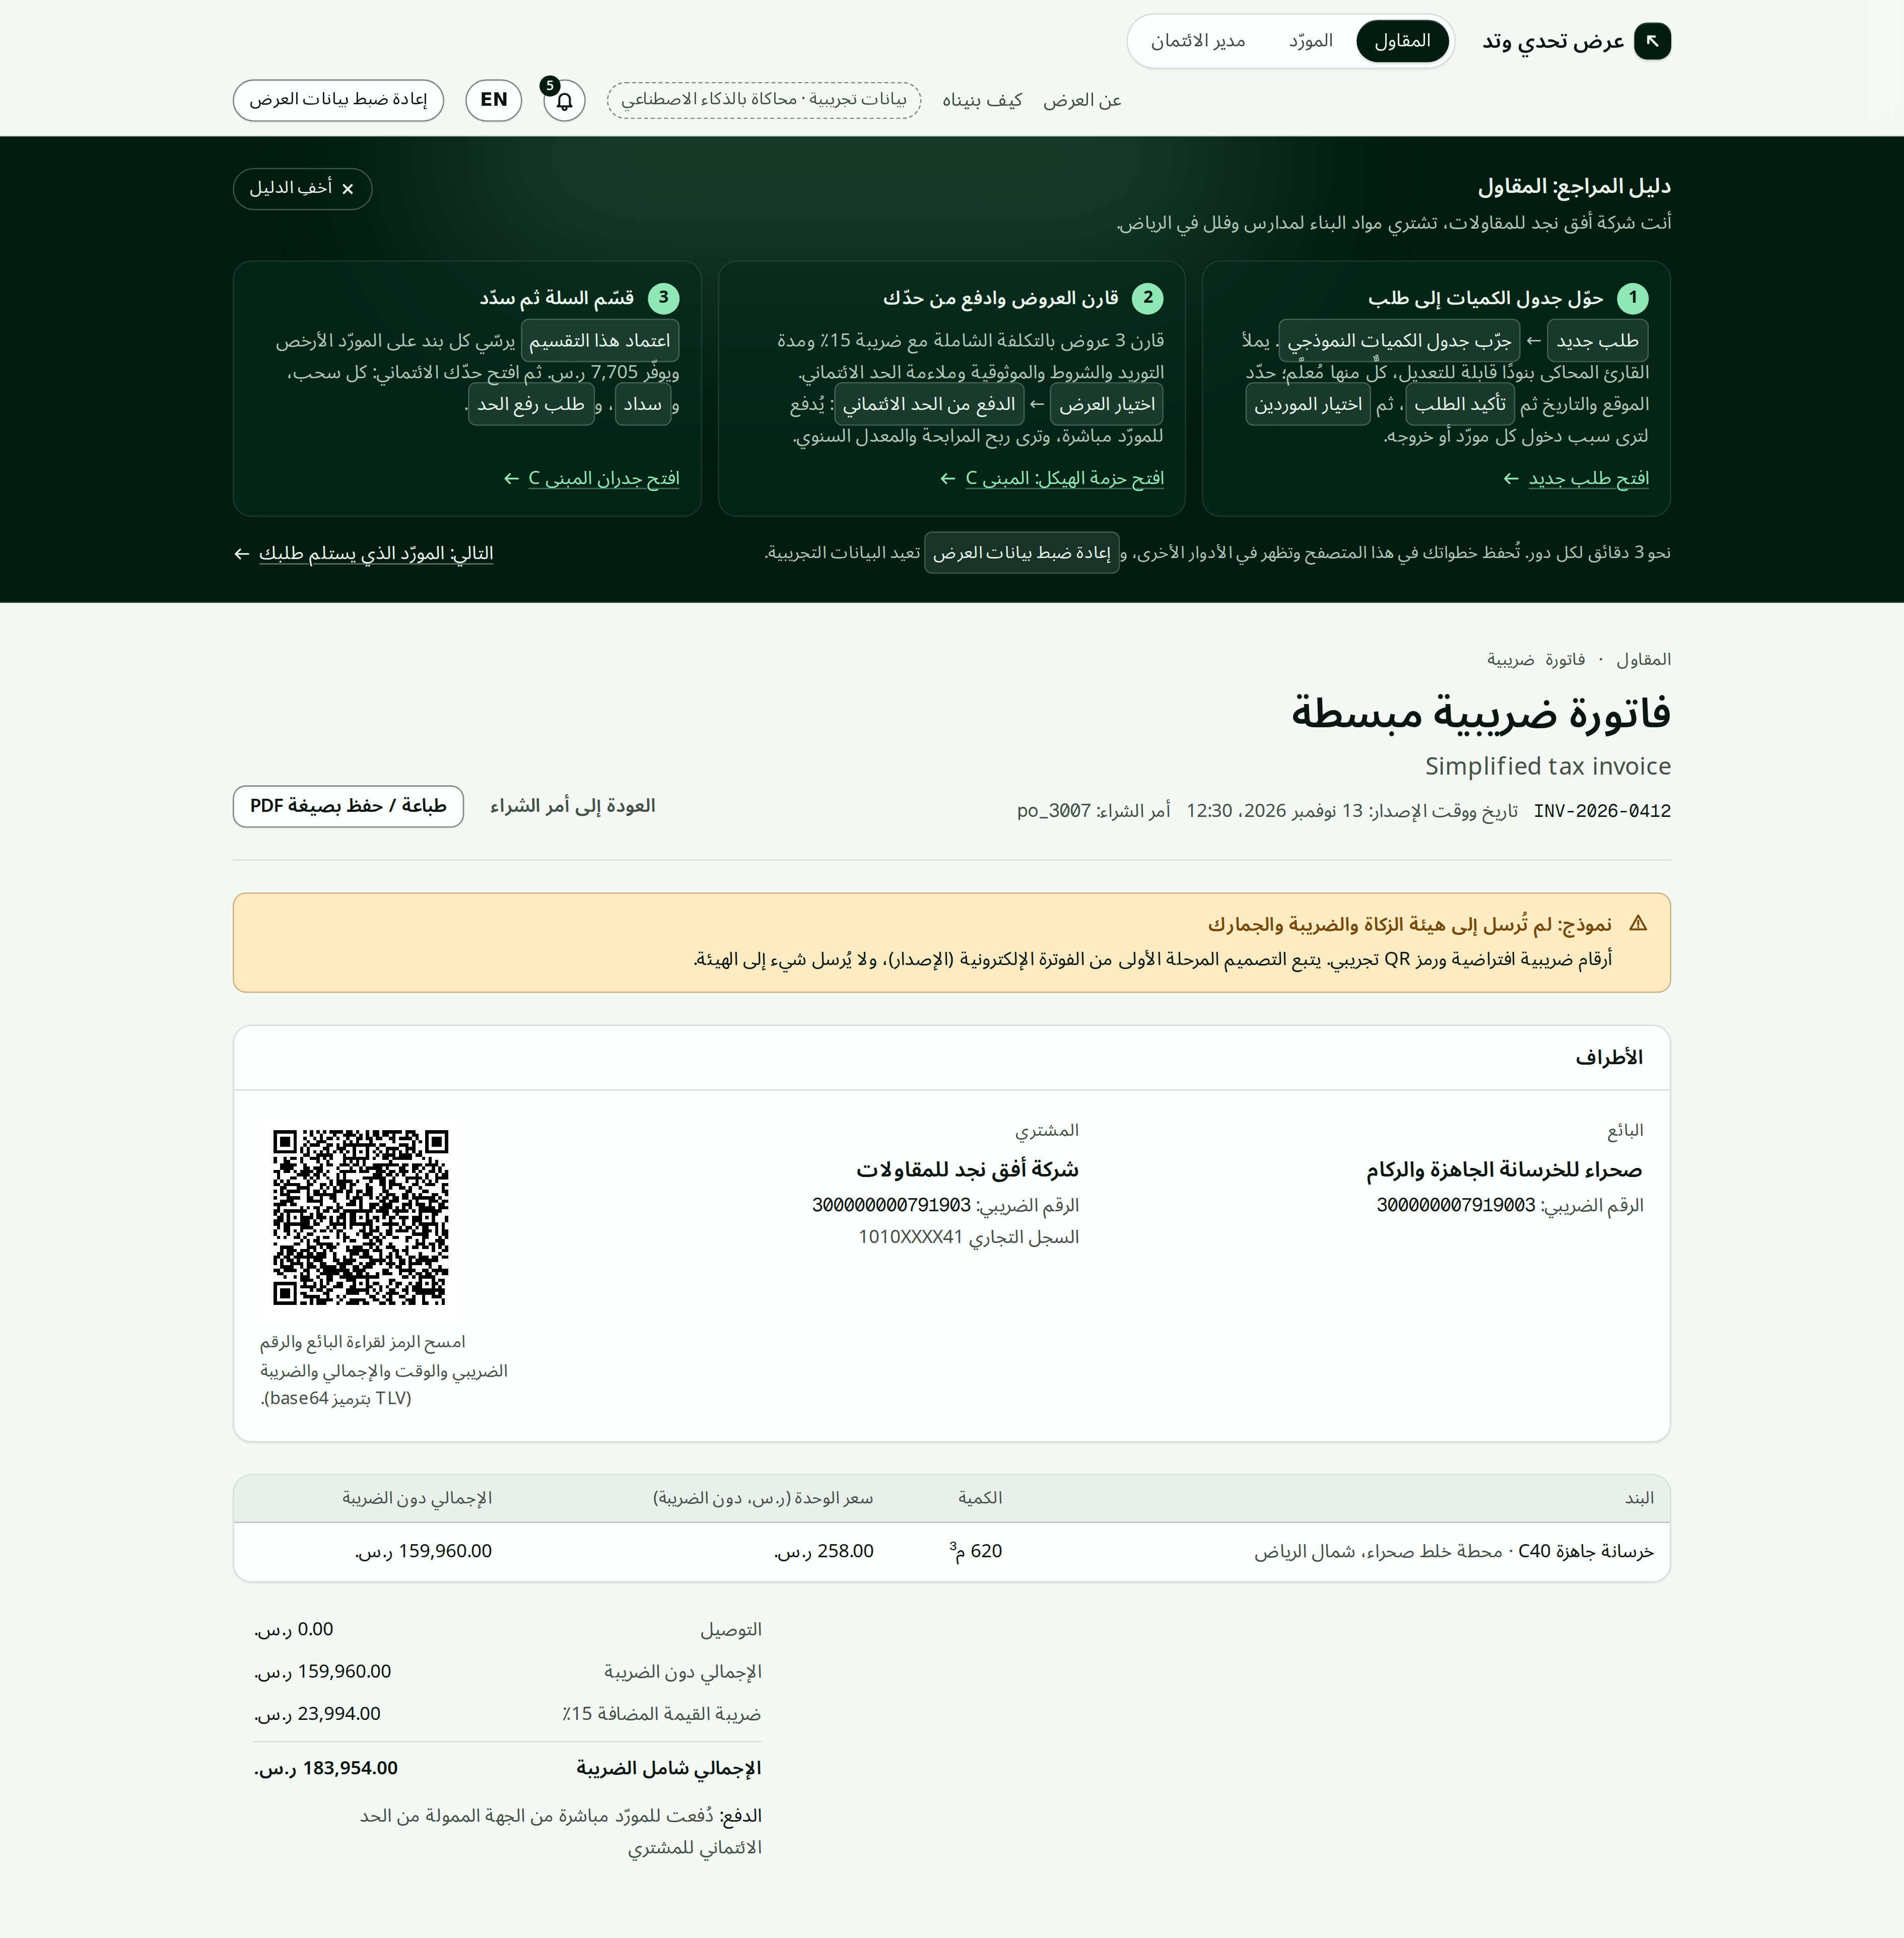 عرض تحدي وتد
المقاول
المورّد
مدير الائتمان
عن العرض
كيف بنيناه
بيانات تجريبية · محاكاة بالذكاء الاصطناعي
5
EN
إعادة ضبط بيانات العرض
دليل المراجع: المقاول
أنت شركة أفق نجد للمقاولات، تشتري مواد البناء لمدارس وفلل في الرياض.
× أخفِ الدليل
1 حوّل جدول الكميات إلى طلب
طلب جديد ← جرّب جدول الكميات النموذجي. يملأ
القارئ المحاكى بنودًا قابلة للتعديل، كلٌّ منها مُعلَّم؛ حدّد
الموقع والتاريخ ثم تأكيد الطلب، ثم اختيار الموردين
لترى سبب دخول كل مورّد أو خروجه.
افتح طلب جديد ←
2 قارن العروض وادفع من حدّك
قارن 3 عروض بالتكلفة الشاملة مع ضريبة 15٪ ومدة
التوريد والشروط والموثوقية وملاءمة الحد الائتماني.
اختيار العرض ← الدفع من الحد الائتماني: يُدفع
للمورّد مباشرة، وترى ربح المرابحة والمعدل السنوي.
افتح حزمة الهيكل: المبنى C ←
3 قسّم السلة ثم سدّد
اعتماد هذا التقسيم يرسّي كل بند على المورّد الأرخص
ويوفّر 7,705 ر.س. ثم افتح حدّك الائتماني: كل سحب،
و سداد، و طلب رفع الحد.
افتح جدران المبنى C ←
نحو 3 دقائق لكل دور. تُحفظ خطواتك في هذا المتصفح وتظهر في الأدوار الأخرى، و إعادة ضبط بيانات العرض تعيد البيانات التجريبية.
التالي: المورّد الذي يستلم طلبك ←
المقاول · فاتورة ضريبية
فاتورة ضريبية مبسطة
Simplified tax invoice
INV-2026-0412 تاريخ ووقت الإصدار: 13 نوفمبر 2026، 12:30 أمر الشراء: po_3007
العودة إلى أمر الشراء
طباعة / حفظ بصيغة PDF
نموذج: لم تُرسل إلى هيئة الزكاة والضريبة والجمارك
أرقام ضريبية افتراضية ورمز QR تجريبي. يتبع التصميم المرحلة الأولى من الفوترة الإلكترونية (الإصدار)، ولا يُرسل شيء إلى الهيئة.
الأطراف
البائع
صحراء للخرسانة الجاهزة والركام
الرقم الضريبي: 300000007919003
المشتري
شركة أفق نجد للمقاولات
الرقم الضريبي: 300000000791903
السجل التجاري 1010XXXX41
امسح الرمز لقراءة البائع والرقم
الضريبي والوقت والإجمالي والضريبة
(TLV بترميز base64).
البند الكمية سعر الوحدة (ر.س، دون الضريبة) الإجمالي دون الضريبة
خرسانة جاهزة C40 · محطة خلط صحراء، شمال الرياض 620 م³ 258.00 ر.س. 159,960.00 ر.س.
التوصيل 0.00 ر.س.
الإجمالي دون الضريبة 159,960.00 ر.س.
ضريبة القيمة المضافة 15٪ 23,994.00 ر.س.
الإجمالي شامل الضريبة 183,954.00 ر.س.
الدفع: دُفعت للمورّد مباشرة من الجهة الممولة من الحد
الائتماني للمشتري